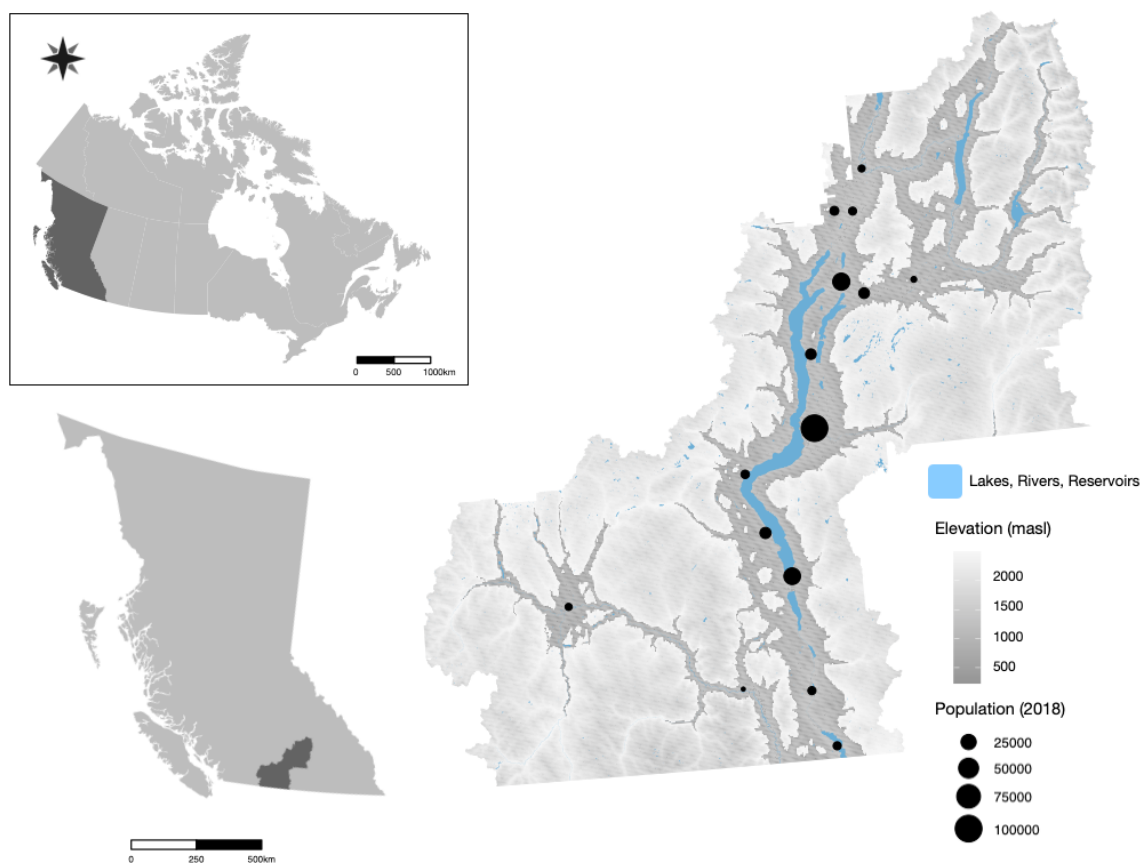 0 500 1000km
Lakes, Rivers, Reservoirs
Elevation (masl)
2000
1500
1000
500
Population (2018)
25000
50000
75000
100000
0 250 500km